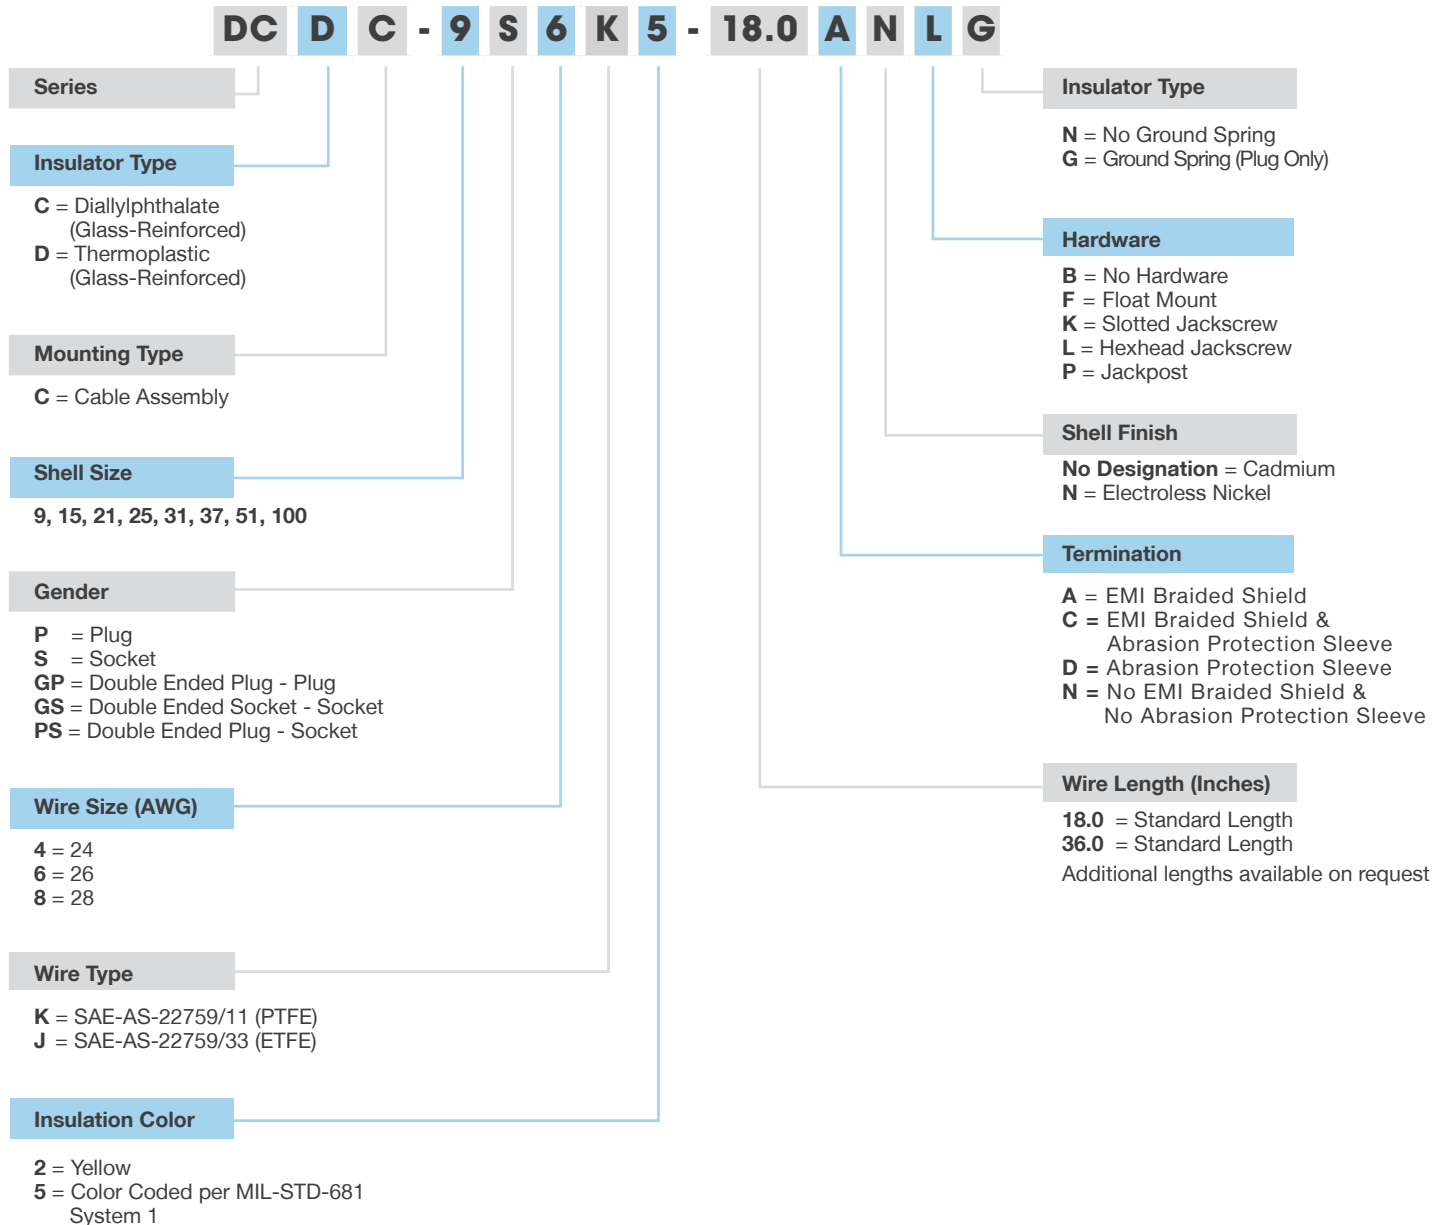 DC D C - 9 S 6 K 5 - 18.0 A N L G
Series
Insulator Type
C = Diallylphthalate
(Glass-Reinforced)
D = Thermoplastic
(Glass-Reinforced)
Mounting Type
C = Cable Assembly
Shell Size
9, 15, 21, 25, 31, 37, 51, 100
Gender
P = Plug
S = Socket
GP = Double Ended Plug - Plug
GS = Double Ended Socket - Socket
PS = Double Ended Plug - Socket
Wire Size (AWG)
4 = 24
6 = 26
8 = 28
Wire Type
K = SAE-AS-22759/11 (PTFE)
J = SAE-AS-22759/33 (ETFE)
Insulation Color
2 = Yellow
5 = Color Coded per MIL-STD-681
System 1
Insulator Type
N = No Ground Spring
G = Ground Spring (Plug Only)
Hardware
B = No Hardware
F = Float Mount
K = Slotted Jackscrew
L = Hexhead Jackscrew
P = Jackpost
Shell Finish
No Designation = Cadmium
N = Electroless Nickel
Termination
A = EMI Braided Shield
C = EMI Braided Shield &
Abrasion Protection Sleeve
D = Abrasion Protection Sleeve
N = No EMI Braided Shield &
No Abrasion Protection Sleeve
Wire Length (Inches)
18.0 = Standard Length
36.0 = Standard Length
Additional lengths available on request